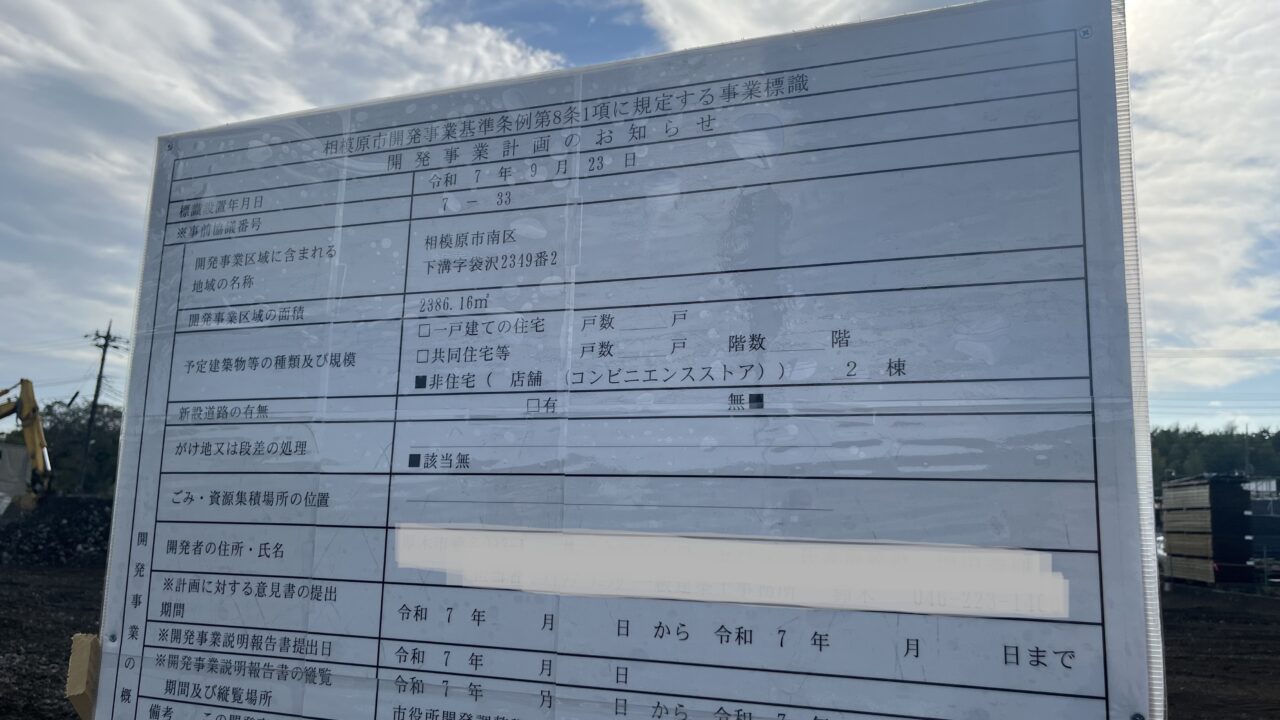 相模原市開発事業基準条例第8条1項に規定する事業標識
開発事業計画のお知らせ
標識設置年月日 令和 7 年 9 月 23 日
※事前協議番号 7 － 33
開発事業区域に含まれる
地域の名称
相模原市南区
下溝字袋沢2349番2
開発事業区域の面積 2386.16㎡
予定建築物等の種類及び規模
□一戸建ての住宅 戸数 ＿＿ 戸
□共同住宅等 戸数 ＿＿ 戸 階数 ＿＿ 階
■非住宅（ 店舗 （コンビニエンスストア）） 2 棟
新設道路の有無 □有 無■
がけ地又は段差の処理
■該当無
ごみ・資源集積場所の位置
開発者の住所・氏名
※計画に対する意見書の提出
期間
令和 7 年 月 日 から 令和 7 年 月 日まで
※開発事業説明報告書提出日 令和 7 年 月 日
※開発事業説明報告書の縦覧
期間及び縦覧場所
令和 7 年 月 日 から 令和 7 年 月
市役所開発調整
備考
開発事業の概